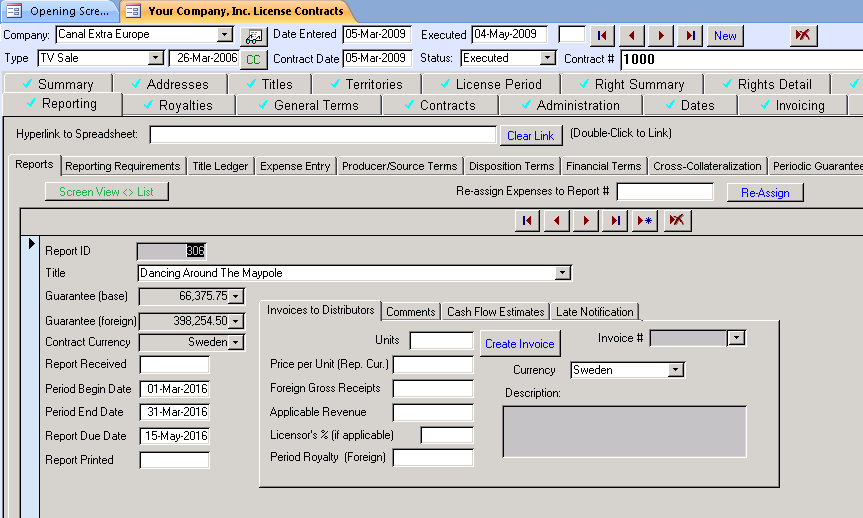 Opening Scre... Your Company, Inc. License Contracts
Company: Canal Extra Europe Date Entered 05-Mar-2009 Executed 04-May-2009 New
Type TV Sale 26-Mar-2006 CC Contract Date 05-Mar-2009 Status: Executed Contract # 1000
Summary Addresses Titles Territories License Period Right Summary Rights Detail
Reporting Royalties General Terms Contracts Administration Dates Invoicing
Hyperlink to Spreadsheet: Clear Link (Double-Click to Link)
Reports Reporting Requirements Title Ledger Expense Entry Producer/Source Terms Disposition Terms Financial Terms Cross-Collateralization Periodic Guarantee
Screen View <> List Re-assign Expenses to Report # Re-Assign
Report ID 306
Title Dancing Around The Maypole
Guarantee (base) 66,375.75
Guarantee (foreign) 398,254.50
Contract Currency Sweden
Report Received
Period Begin Date 01-Mar-2016
Period End Date 31-Mar-2016
Report Due Date 15-May-2016
Report Printed
Invoices to Distributors Comments Cash Flow Estimates Late Notification
Units Create Invoice Invoice #
Price per Unit (Rep. Cur.) Currency Sweden
Foreign Gross Receipts Description:
Applicable Revenue
Licensor's % (if applicable)
Period Royalty (Foreign)